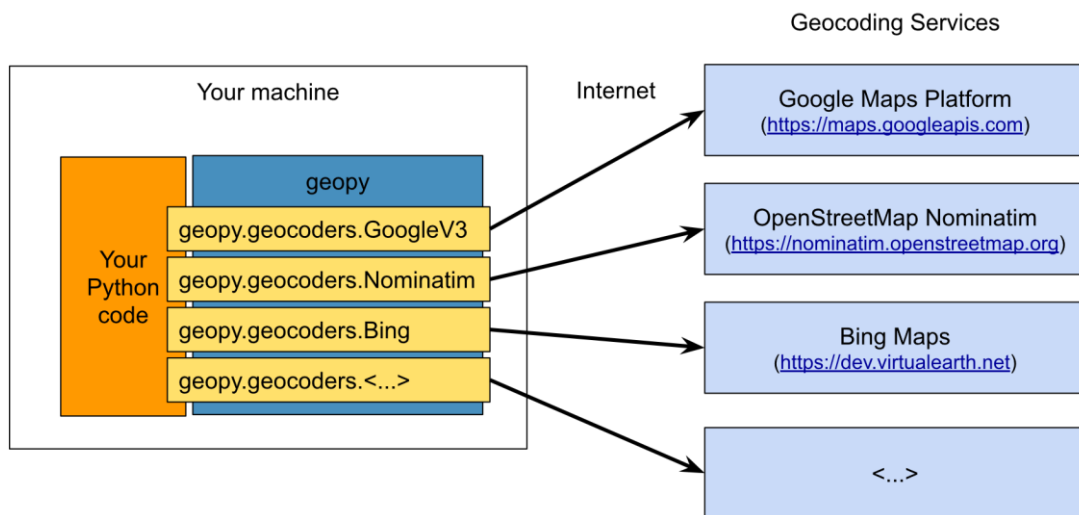 Geocoding Services
Your machine
Internet
Google Maps Platform
(https://maps.googleapis.com)
geopy
geopy.geocoders.GoogleV3
OpenStreetMap Nominatim
(https://nominatim.openstreetmap.org)
Your
Python
code
geopy.geocoders.Nominatim
geopy.geocoders.Bing
Bing Maps
(https://dev.virtualearth.net)
geopy.geocoders.<...>
<...>